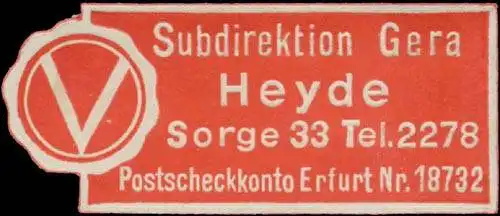 V
Subdirektion Gera
Heyde
Sorge 33 Tel.2278
Postscheckkonto Erfurt Nr. 18732